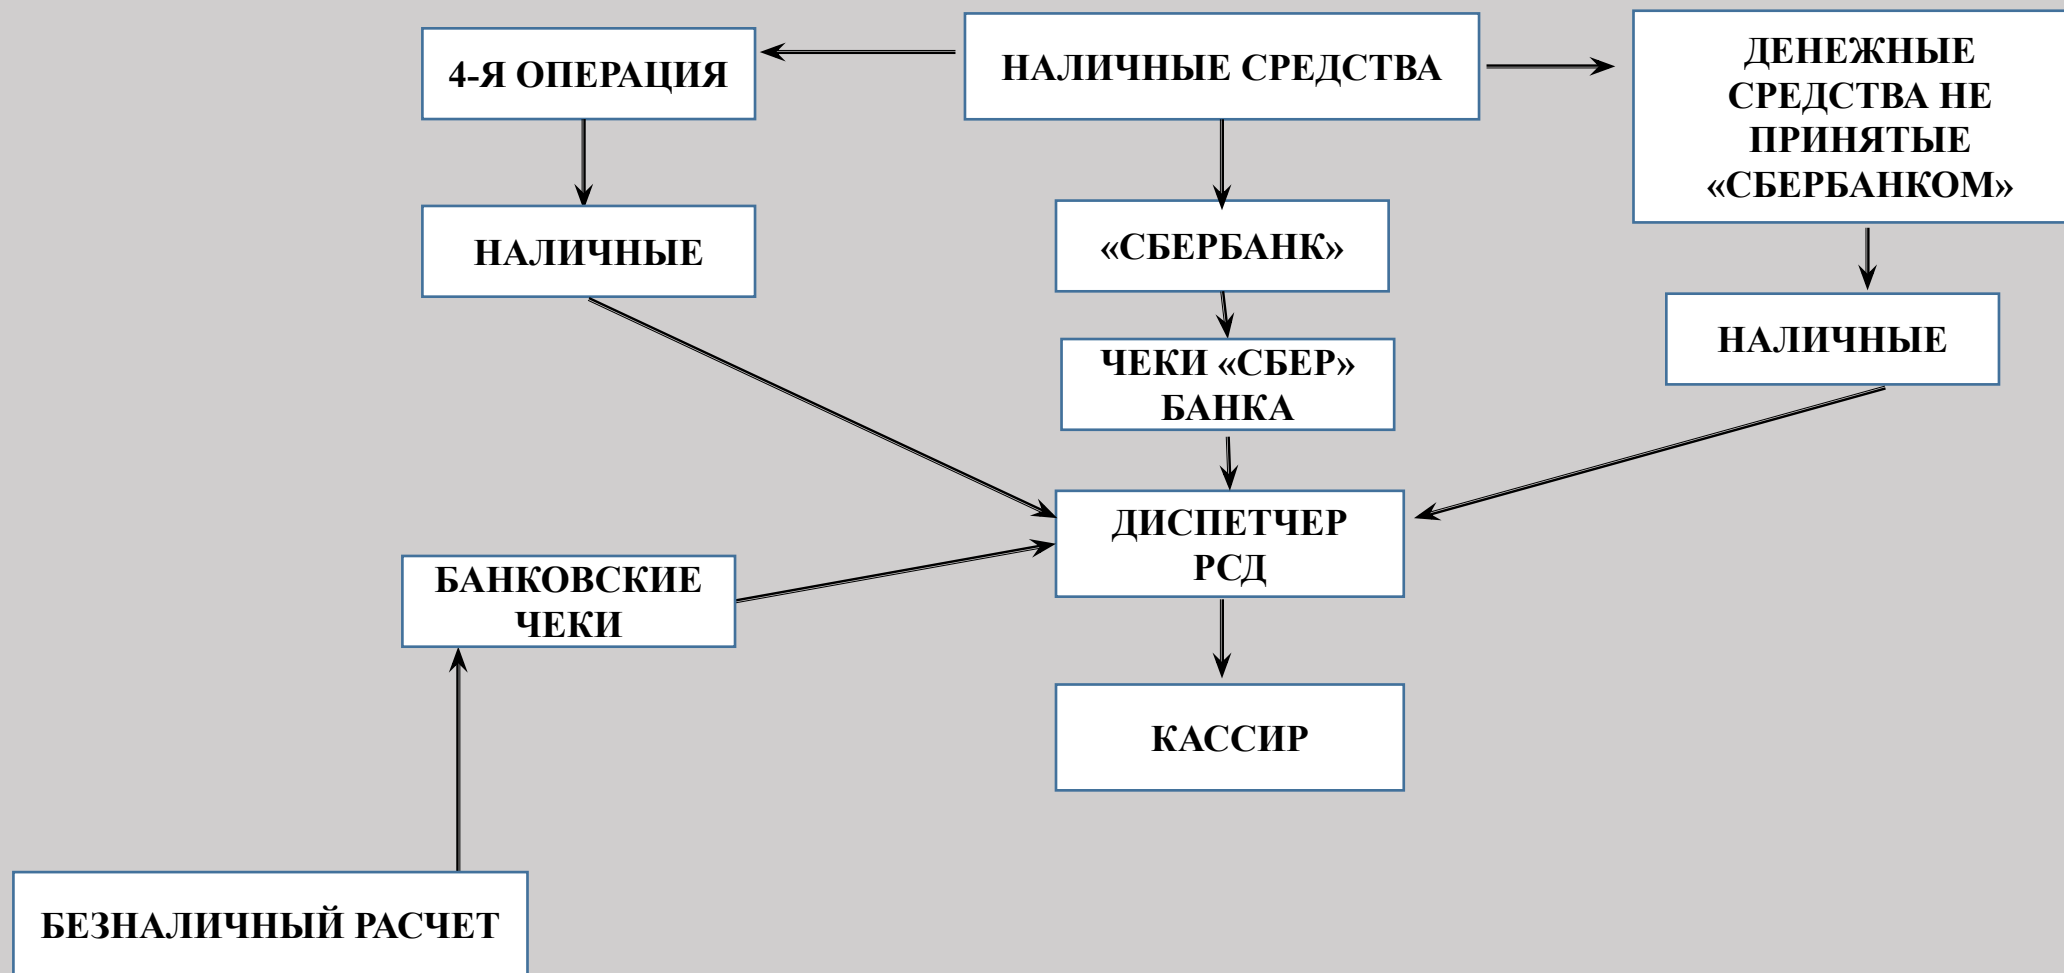 4-Я ОПЕРАЦИЯ
НАЛИЧНЫЕ СРЕДСТВА
ДЕНЕЖНЫЕ
СРЕДСТВА НЕ
ПРИНЯТЫЕ
«СБЕРБАНКОМ»
НАЛИЧНЫЕ
«СБЕРБАНК»
НАЛИЧНЫЕ
ЧЕКИ «СБЕР»
БАНКА
ДИСПЕТЧЕР
РСД
БАНКОВСКИЕ
ЧЕКИ
КАССИР
БЕЗНАЛИЧНЫЙ РАСЧЕТ